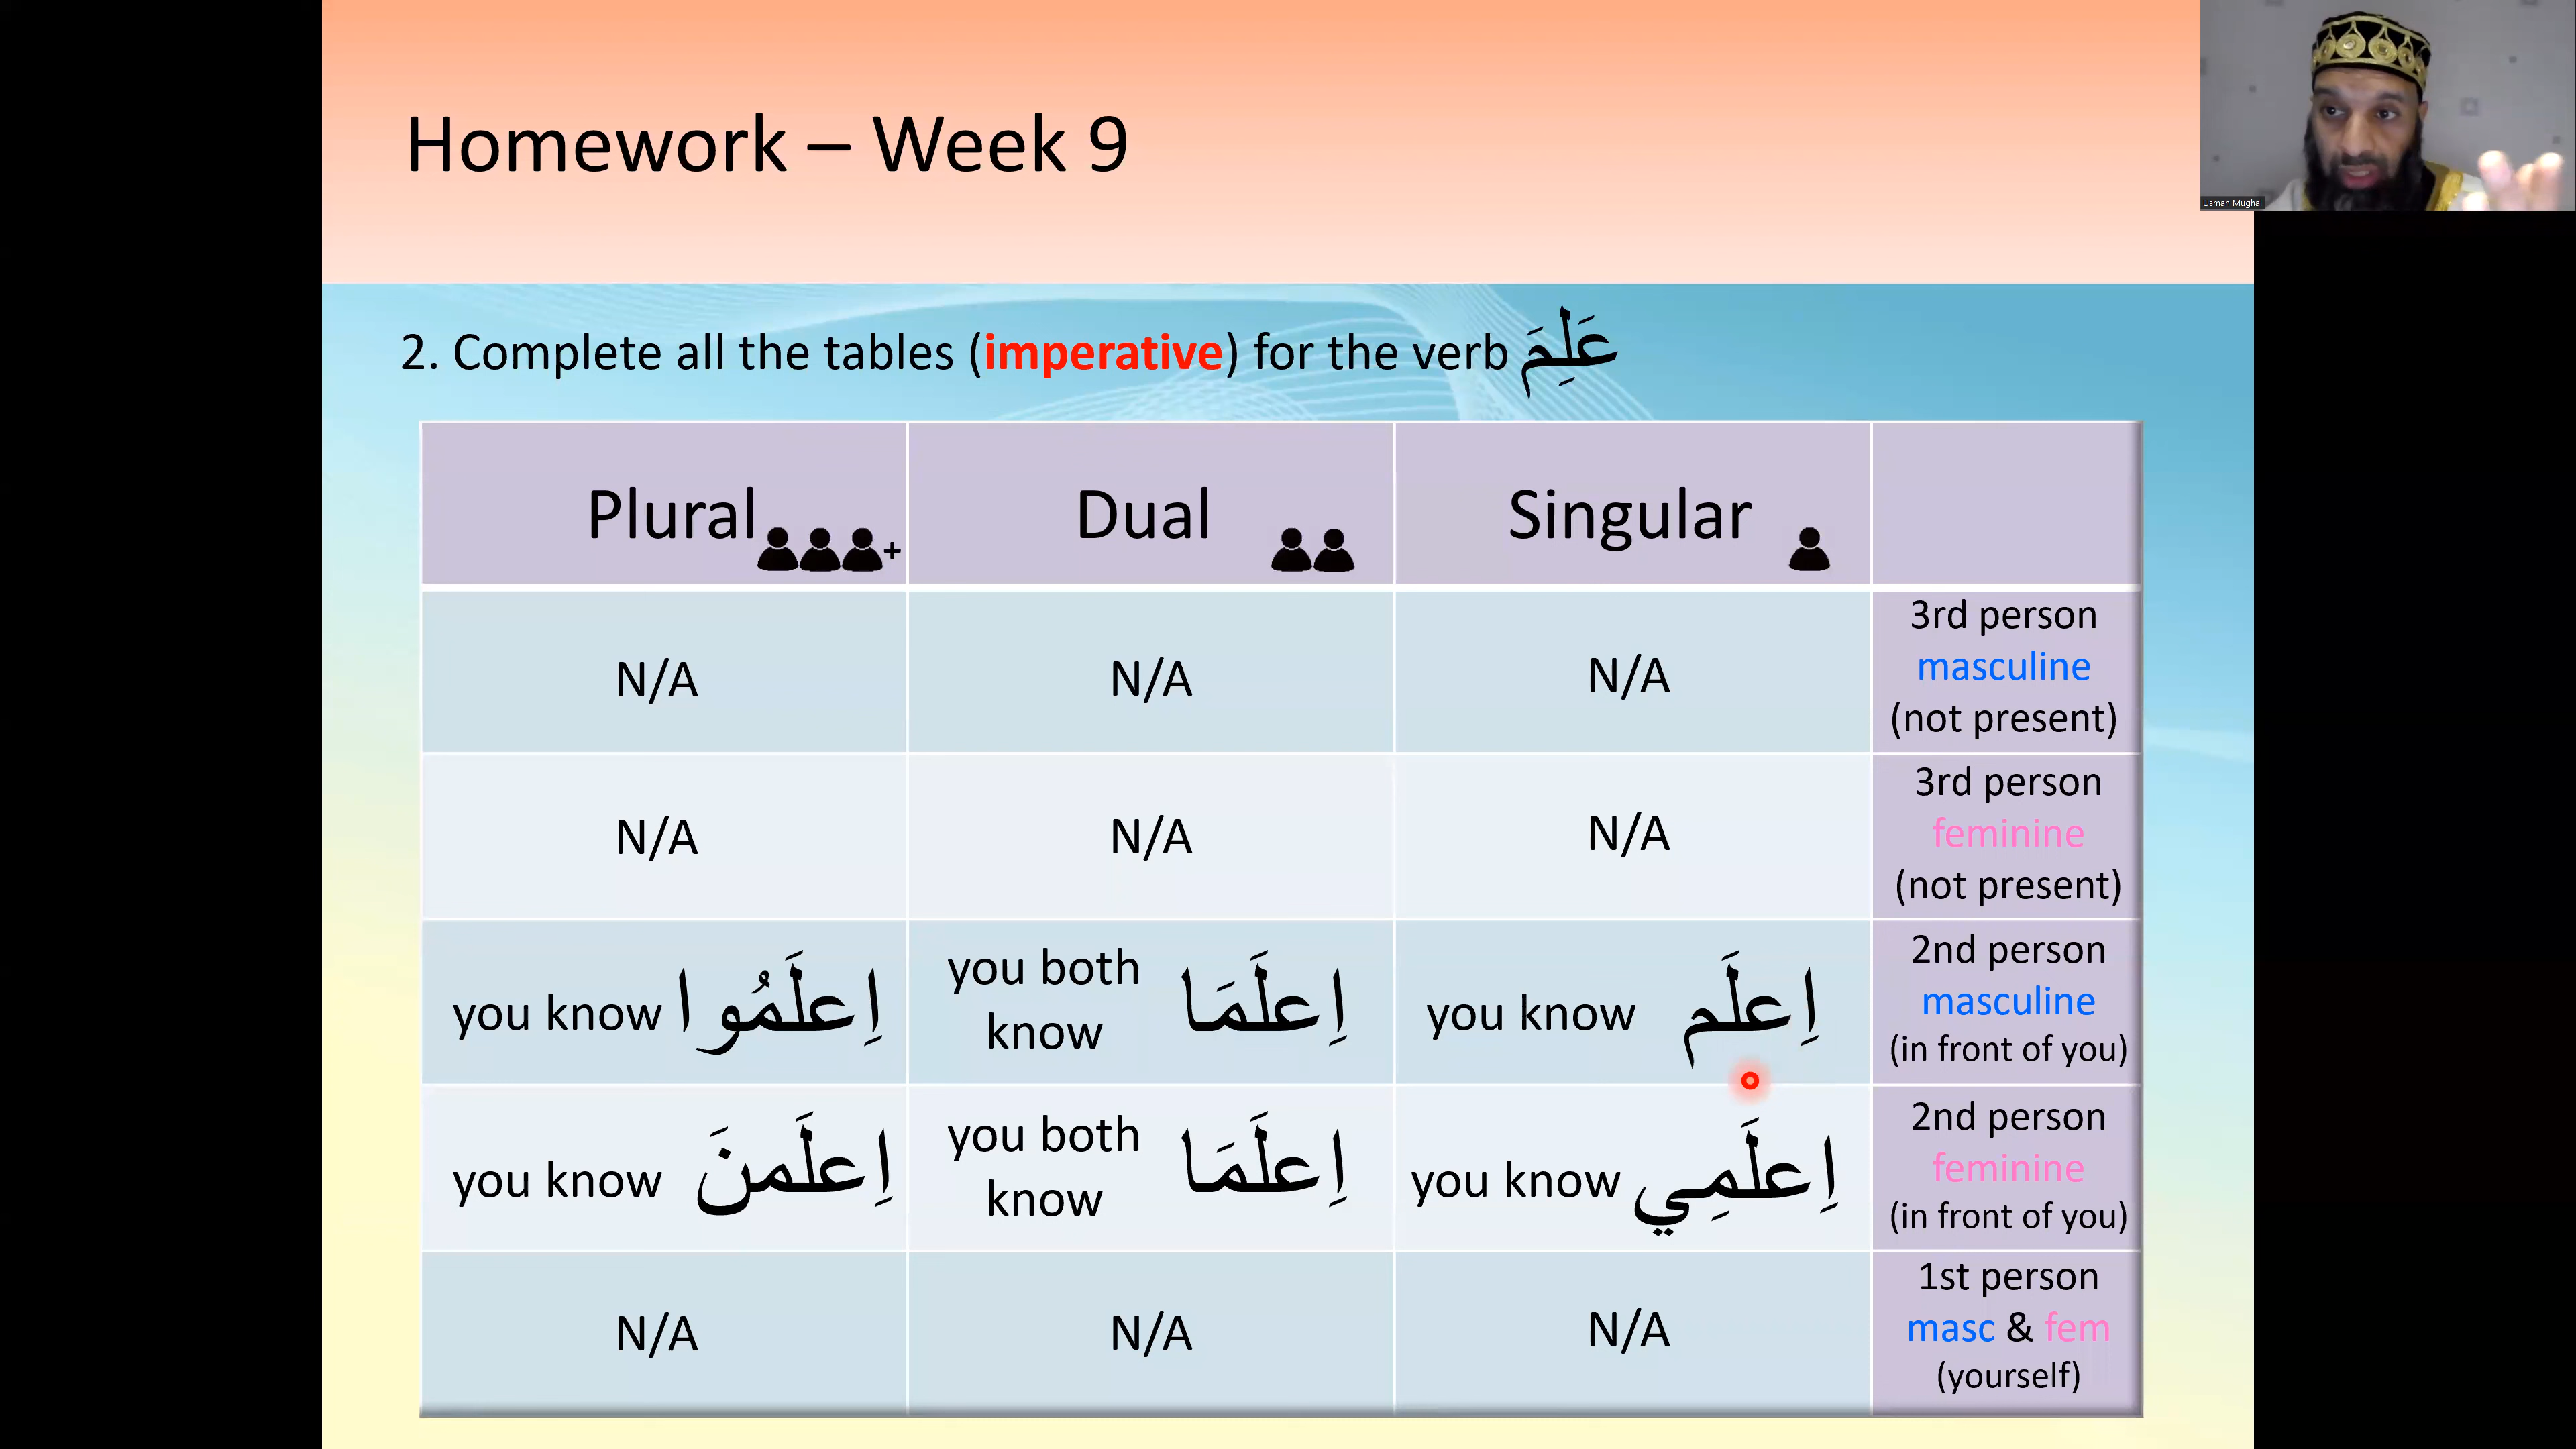 Homework – Week 9
Usman Mughal
2. Complete all the tables (imperative) for the verb عَلِمَ
Plural + Dual Singular
N/A N/A N/A 3rd person masculine (not present)
N/A N/A N/A 3rd person feminine (not present)
you know اِعلَمُوا you both know اِعلَمَا you know اِعلَم 2nd person masculine (in front of you)
you know اِعلَمنَ you both know اِعلَمَا you know اِعلَمِي 2nd person feminine (in front of you)
N/A N/A N/A 1st person masc & fem (yourself)